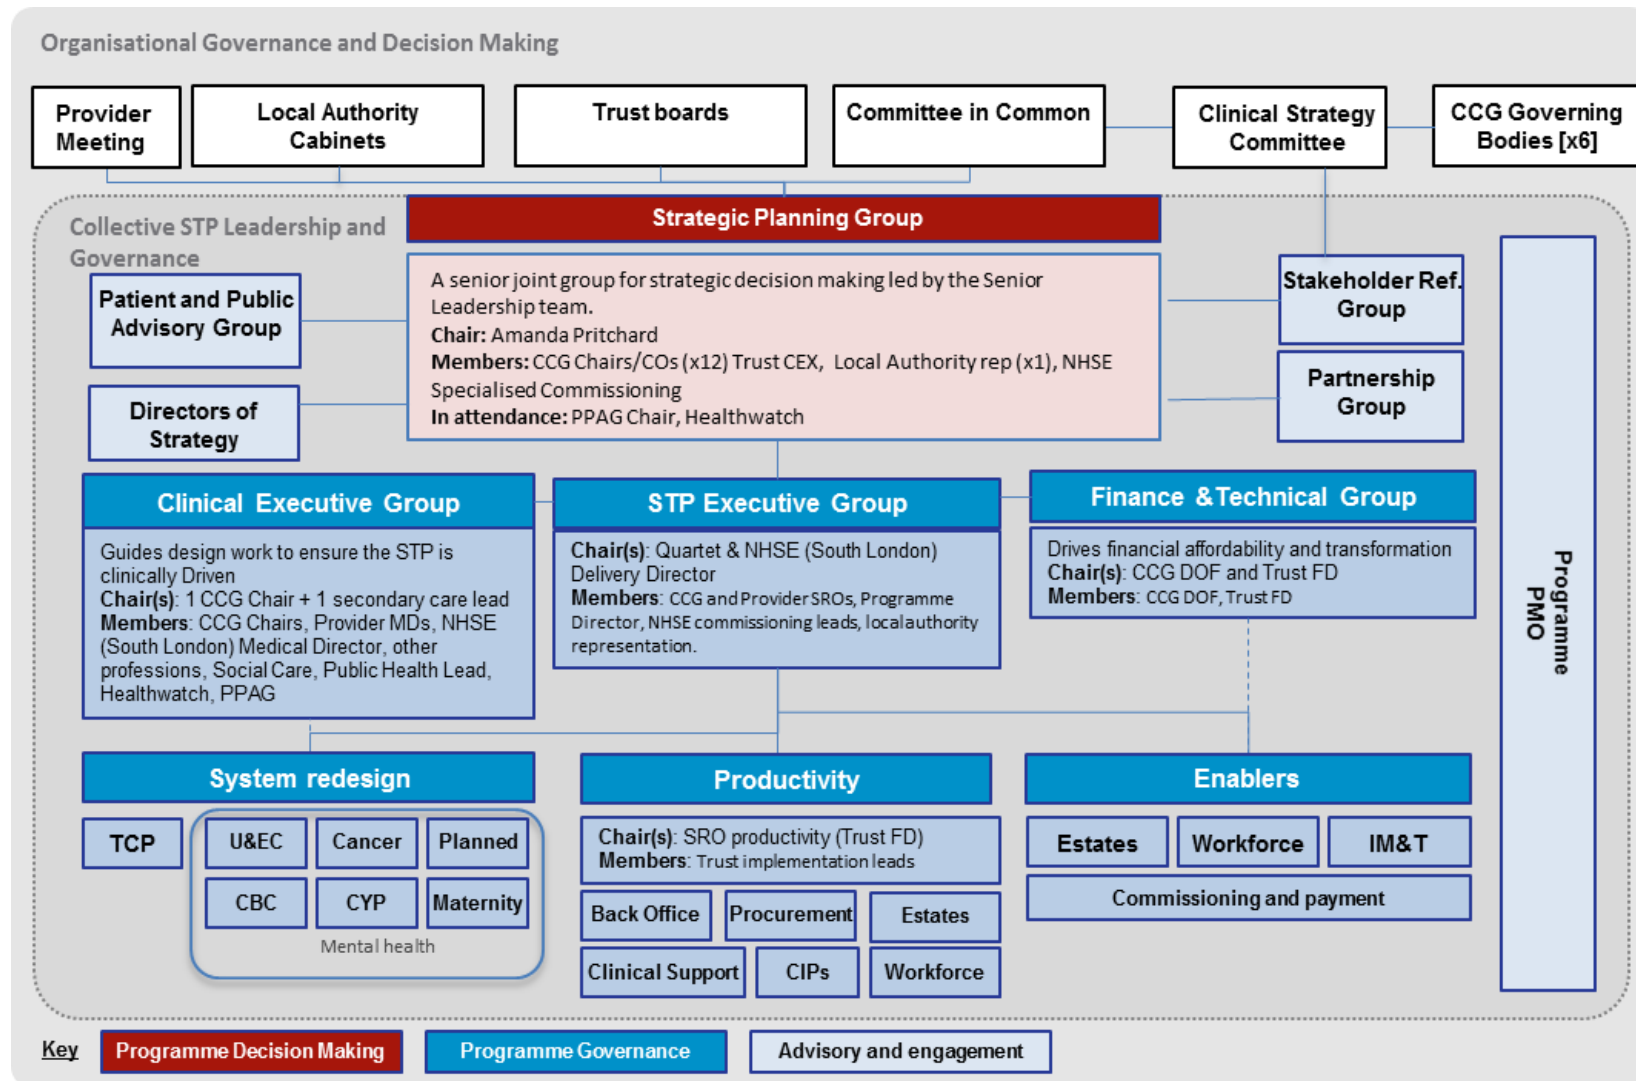 Organisational Governance and Decision Making
Provider
Meeting
Local Authority
Cabinets
Trust boards
Committee in Common
Clinical Strategy
Committee
CCG Governing
Bodies [x6]
Collective STP Leadership and
Governance
Strategic Planning Group
A senior joint group for strategic decision making led by the Senior
Leadership team.
Chair: Amanda Pritchard
Members: CCG Chairs/COs (x12) Trust CEX, Local Authority rep (x1), NHSE
Specialised Commissioning
In attendance: PPAG Chair, Healthwatch
Patient and Public
Advisory Group
Directors of
Strategy
Stakeholder Ref.
Group
Partnership
Group
Programme
PMO
Clinical Executive Group
Guides design work to ensure the STP is
clinically Driven
Chair(s): 1 CCG Chair + 1 secondary care lead
Members: CCG Chairs, Provider MDs, NHSE
(South London) Medical Director, other
professions, Social Care, Public Health Lead,
Healthwatch, PPAG
STP Executive Group
Chair(s): Quartet & NHSE (South London)
Delivery Director
Members: CCG and Provider SROs, Programme
Director, NHSE commissioning leads, local authority
representation.
Finance &Technical Group
Drives financial affordability and transformation
Chair(s): CCG DOF and Trust FD
Members: CCG DOF, Trust FD
System redesign
TCP
U&EC
Cancer
Planned
CBC
CYP
Maternity
Mental health
Productivity
Chair(s): SRO productivity (Trust FD)
Members: Trust implementation leads
Back Office
Procurement
Estates
Clinical Support
CIPs
Workforce
Enablers
Estates
Workforce
IM&T
Commissioning and payment
Key
Programme Decision Making
Programme Governance
Advisory and engagement